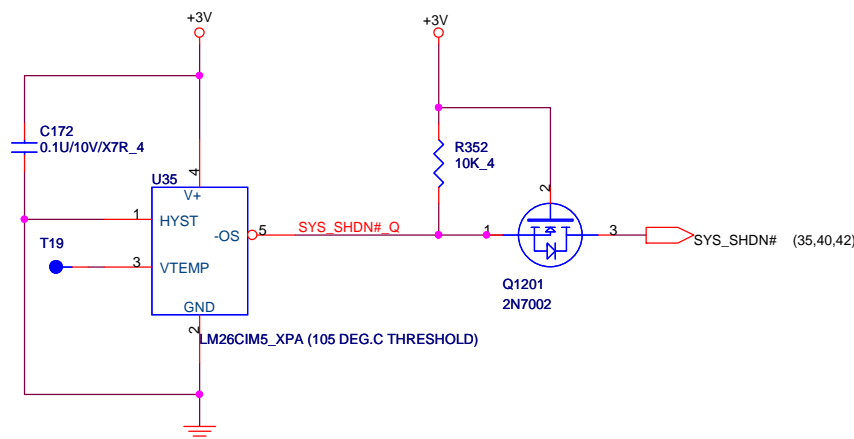 +3V
+3V
C172
0.1U/10V/X7R_4
R352
10K_4
U35
4
V+
2
1
HYST
-OS
5
SYS_SHDN#_Q
1
3
SYS_SHDN# (35,40,42)
T19
3
VTEMP
Q1201
2N7002
GND
2
LM26CIM5_XPA (105 DEG.C THRESHOLD)